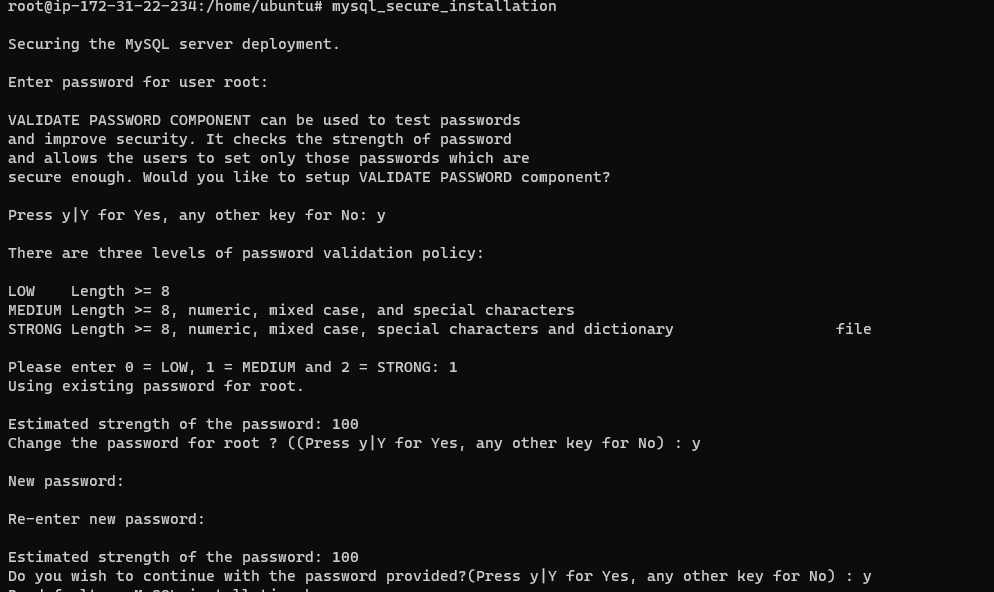 root@ip-172-31-22-234:/home/ubuntu# mysql_secure_installation
Securing the MySQL server deployment.
Enter password for user root:
VALIDATE PASSWORD COMPONENT can be used to test passwords
and improve security. It checks the strength of password
and allows the users to set only those passwords which are
secure enough. Would you like to setup VALIDATE PASSWORD component?
Press y|Y for Yes, any other key for No: y
There are three levels of password validation policy:
LOW    Length >= 8
MEDIUM Length >= 8, numeric, mixed case, and special characters
STRONG Length >= 8, numeric, mixed case, special characters and dictionary                  file
Please enter 0 = LOW, 1 = MEDIUM and 2 = STRONG: 1
Using existing password for root.
Estimated strength of the password: 100
Change the password for root ? ((Press y|Y for Yes, any other key for No) : y
New password:
Re-enter new password:
Estimated strength of the password: 100
Do you wish to continue with the password provided?(Press y|Y for Yes, any other key for No) : y